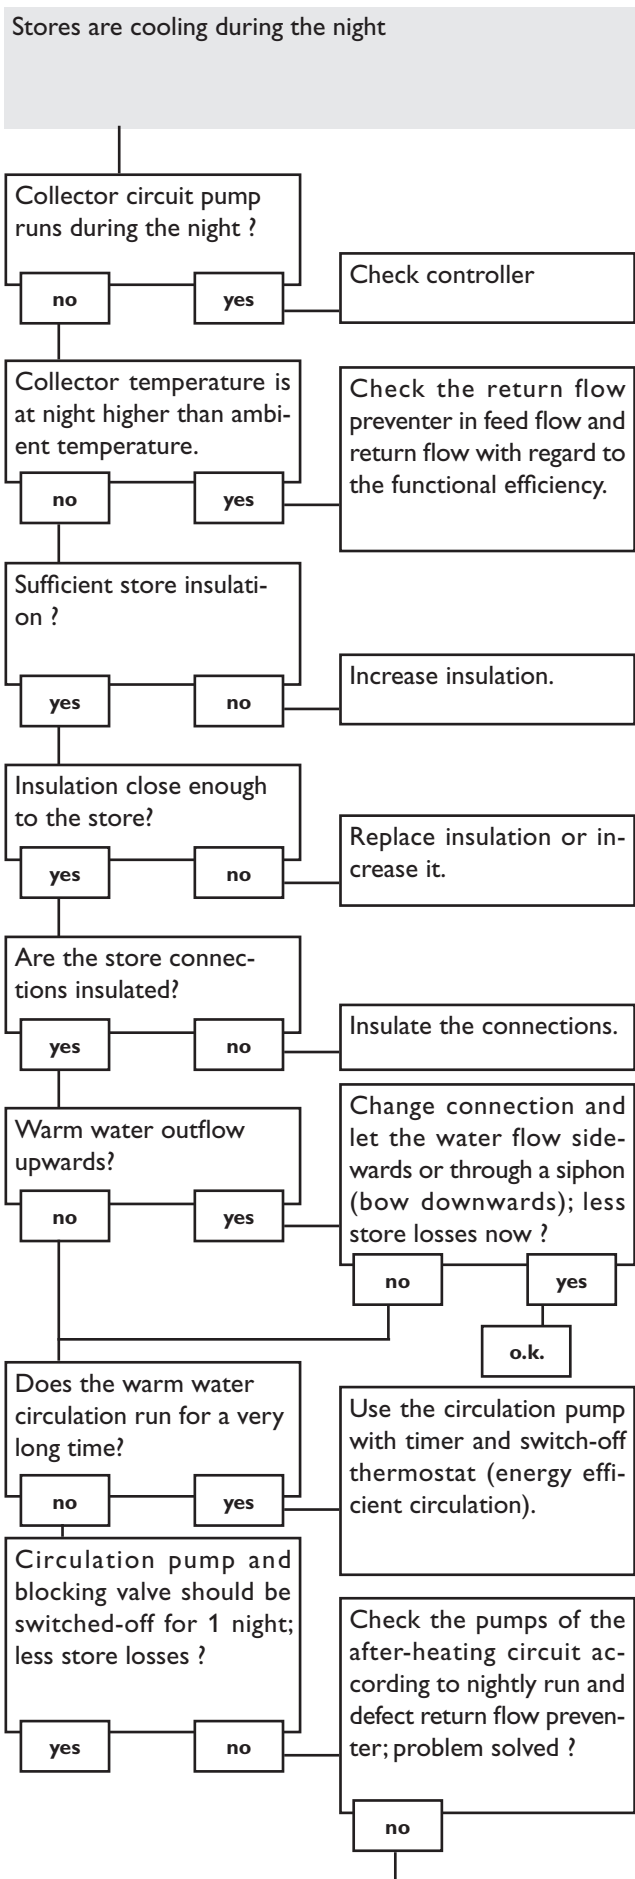 Stores are cooling during the night
Collector circuit pump
runs during the night ?
no
yes
Check controller
Collector temperature is
at night higher than ambi-
ent temperature.
no
yes
Check the return flow
preventer in feed flow and
return flow with regard to
the functional efficiency.
Sufficient store insulati-
on ?
yes
no
Increase insulation.
Insulation close enough
to the store?
yes
no
Replace insulation or in-
crease it.
Are the store connec-
tions insulated?
yes
no
Insulate the connections.
Warm water outflow
upwards?
no
yes
Change connection and
let the water flow side-
wards or through a siphon
(bow downwards); less
store losses now ?
no
yes
o.k.
Does the warm water
circulation run for a very
long time?
no
yes
Use the circulation pump
with timer and switch-off
thermostat (energy effi-
cient circulation).
Circulation pump and
blocking valve should be
switched-off for 1 night;
less store losses ?
yes
no
Check the pumps of the
after-heating circuit ac-
cording to nightly run and
defect return flow preven-
ter; problem solved ?
no